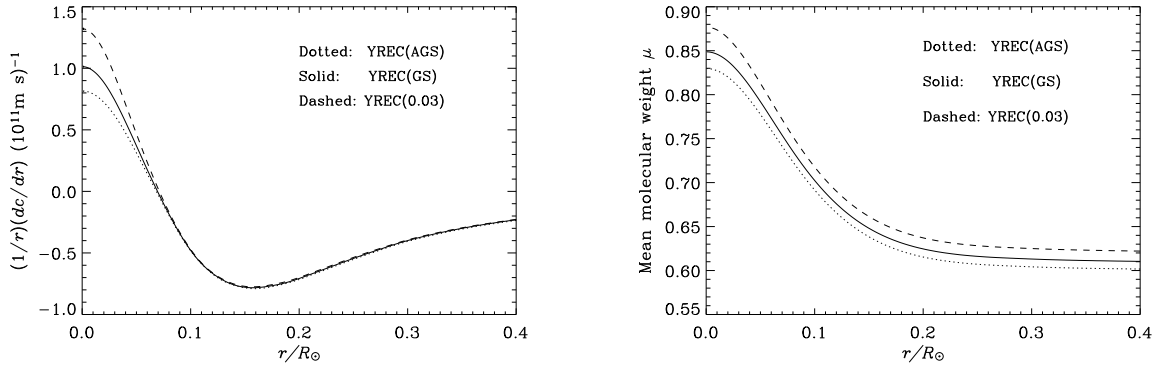 1.5
1.0
0.5
0.0
−0.5
−1.0
(1/r)(dc/dr) (10¹¹m s)⁻¹
Dotted: YREC(AGS)
Solid: YREC(GS)
Dashed: YREC(0.03)
0.0 0.1 0.2 0.3 0.4
r/R☉
0.90
0.85
0.80
0.75
0.70
0.65
0.60
0.55
Mean molecular weight μ
Dotted: YREC(AGS)
Solid: YREC(GS)
Dashed: YREC(0.03)
0.0 0.1 0.2 0.3 0.4
r/R☉